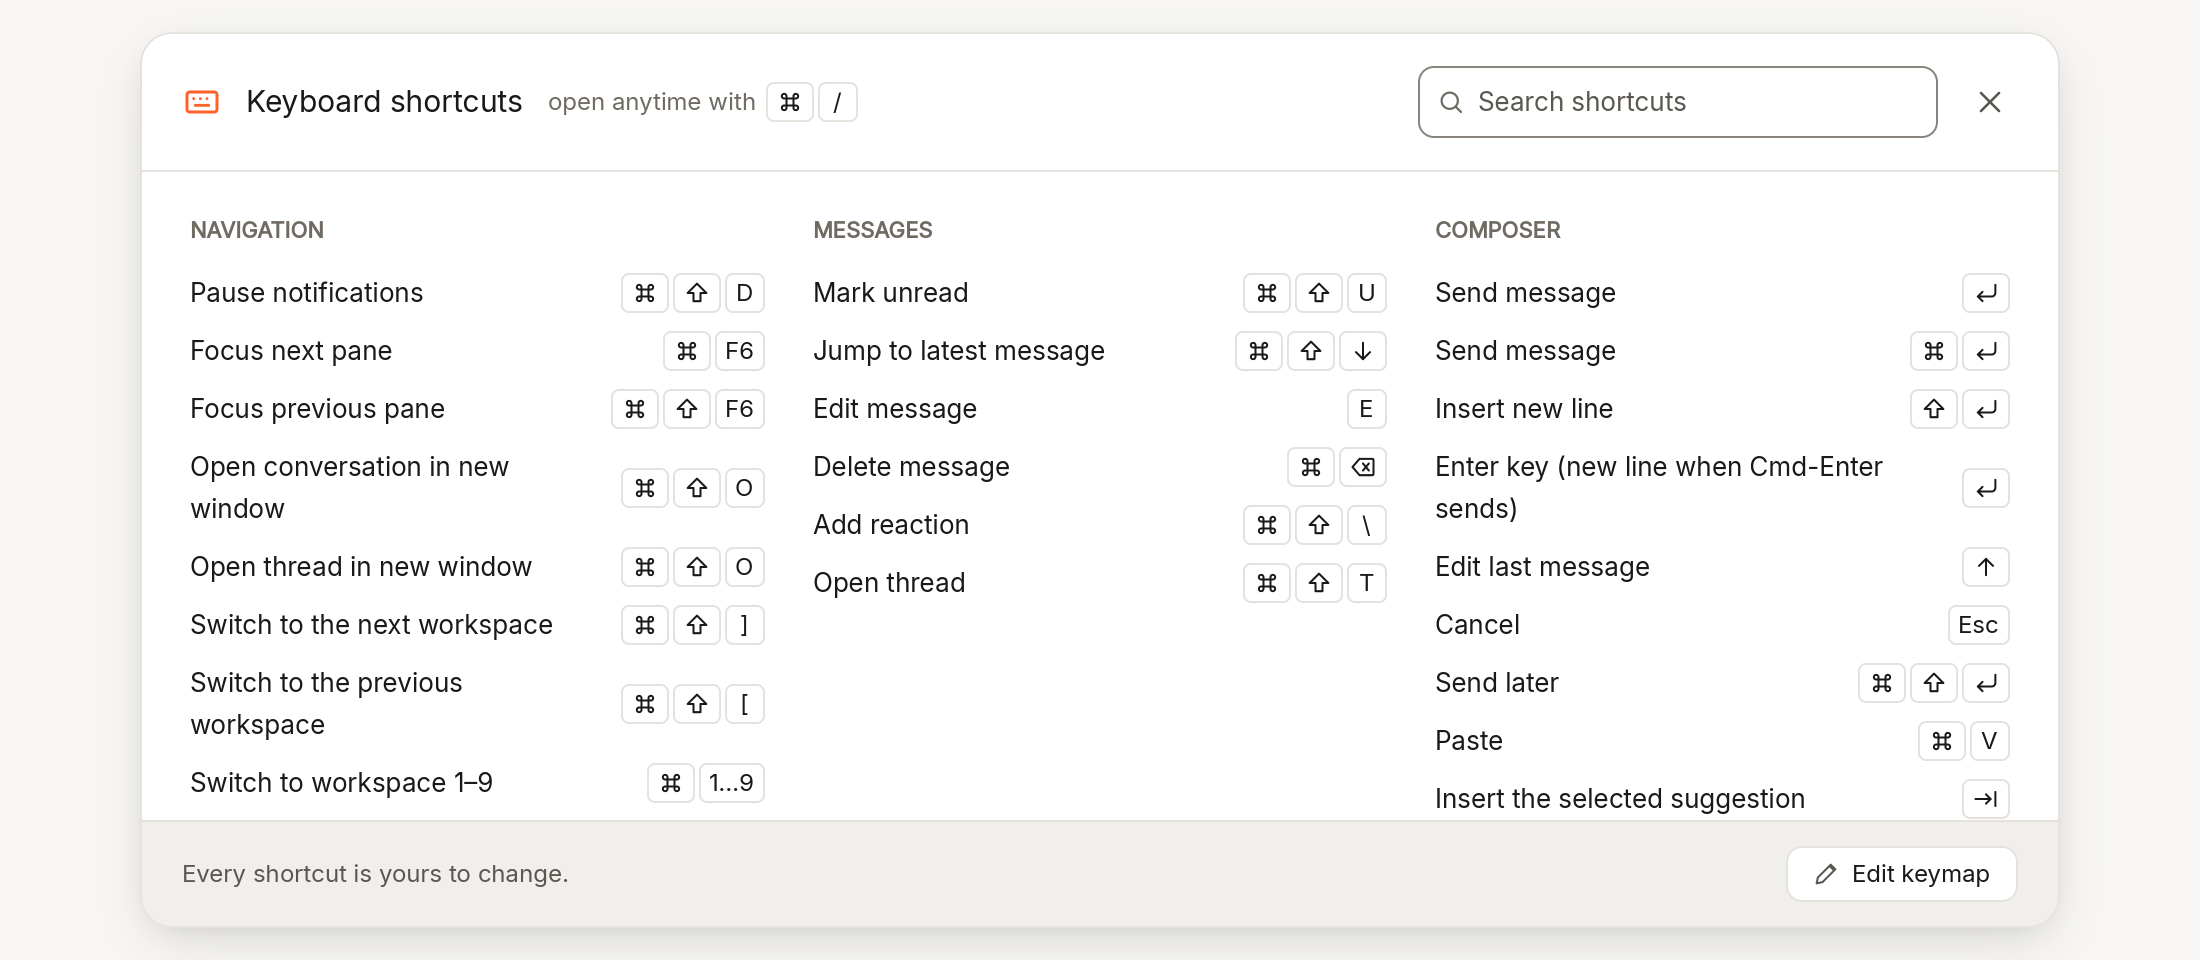 Keyboard shortcuts open anytime with ⌘ /
Search shortcuts
NAVIGATION
Pause notifications ⌘ ⇧ D
Focus next pane ⌘ F6
Focus previous pane ⌘ ⇧ F6
Open conversation in new
window ⌘ ⇧ O
Open thread in new window ⌘ ⇧ O
Switch to the next workspace ⌘ ⇧ ]
Switch to the previous
workspace ⌘ ⇧ [
Switch to workspace 1–9 ⌘ 1…9
MESSAGES
Mark unread ⌘ ⇧ U
Jump to latest message ⌘ ⇧ ↓
Edit message E
Delete message ⌘ ⌫
Add reaction ⌘ ⇧ \
Open thread ⌘ ⇧ T
COMPOSER
Send message ↵
Send message ⌘ ↵
Insert new line ⇧ ↵
Enter key (new line when Cmd-Enter
sends) ↵
Edit last message ↑
Cancel Esc
Send later ⌘ ⇧ ↵
Paste ⌘ V
Insert the selected suggestion ⇥
Every shortcut is yours to change.
Edit keymap